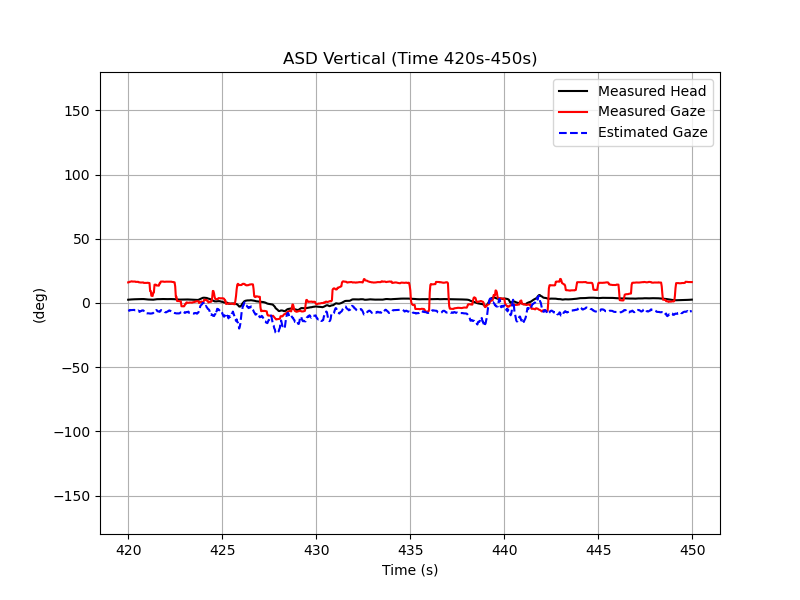 ASD Vertical (Time 420s-450s)
Measured Head
Measured Gaze
Estimated Gaze
150
100
50
0
−50
−100
−150
(deg)
420 425 430 435 440 445 450
Time (s)